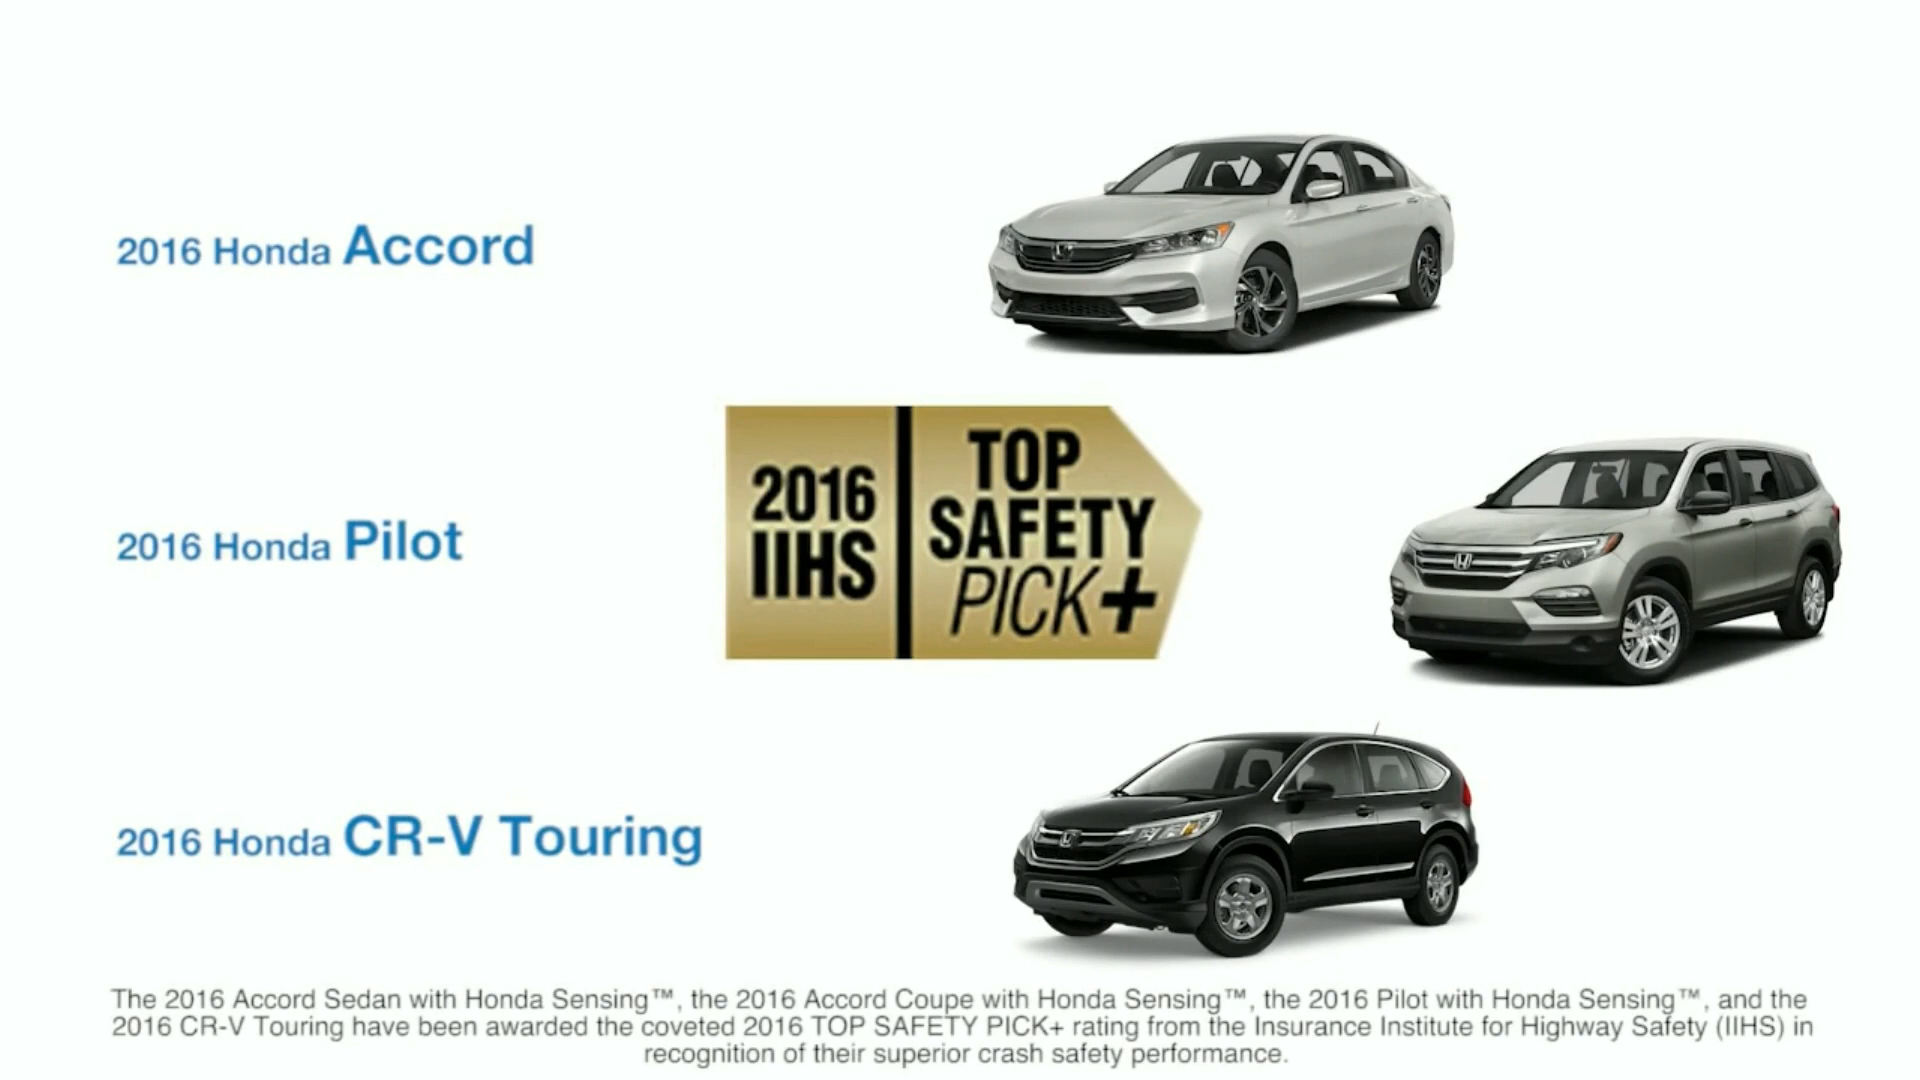 2016 Honda Accord
2016 IIHS
TOP SAFETY PICK+
2016 Honda Pilot
2016 Honda CR-V Touring
The 2016 Accord Sedan with Honda Sensing™, the 2016 Accord Coupe with Honda Sensing™, the 2016 Pilot with Honda Sensing™, and the
2016 CR-V Touring have been awarded the coveted 2016 TOP SAFETY PICK+ rating from the Insurance Institute for Highway Safety (IIHS) in
recognition of their superior crash safety performance.